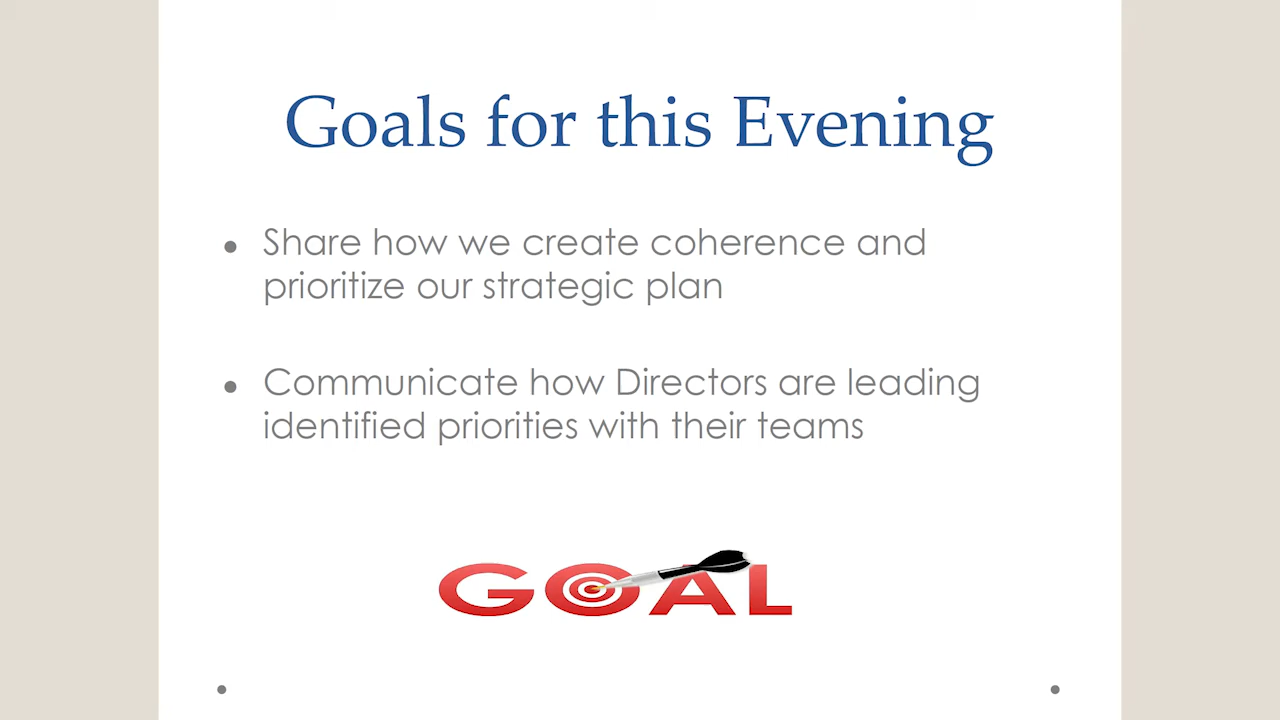 Goals for this Evening
• Share how we create coherence and
prioritize our strategic plan
• Communicate how Directors are leading
identified priorities with their teams
GOAL